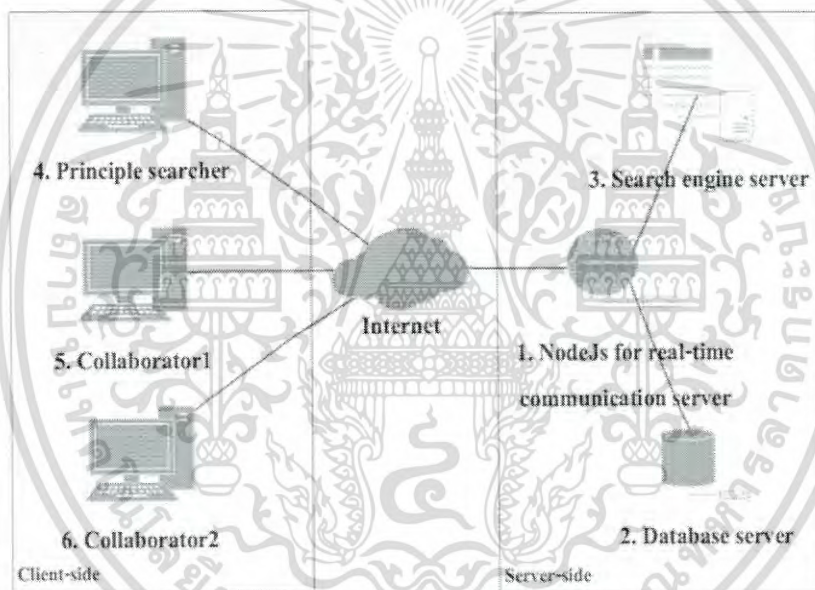 4. Principle searcher
3. Search engine server
Internet
5. Collaborator1
1. NodeJs for real-time
communication server
6. Collaborator2
2. Database server
Client-side
Server-side